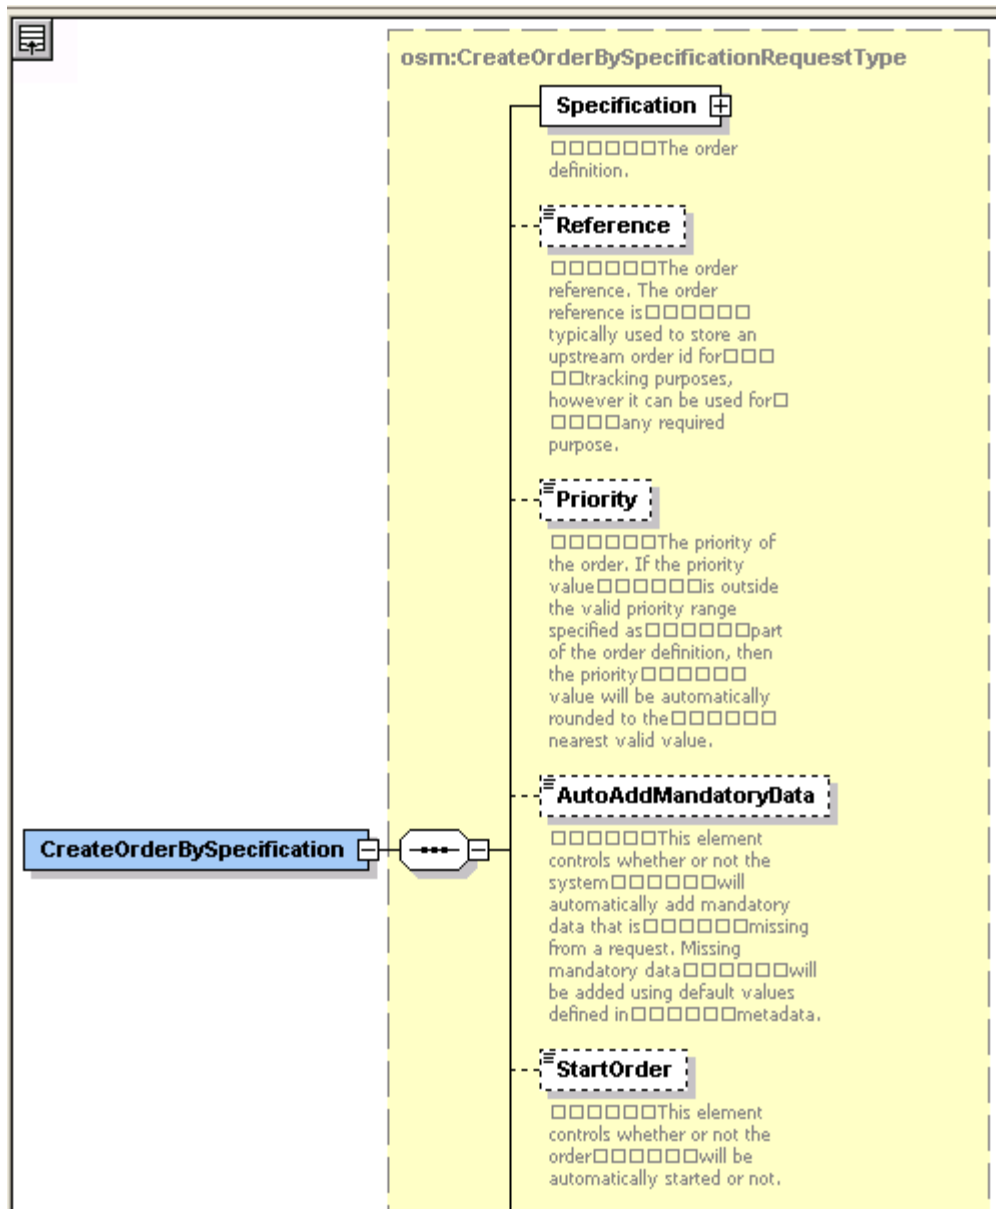 osm:CreateOrderBySpecificationRequestType
Specification
□□□□□□The order
definition.
Reference
□□□□□□The order
reference. The order
reference is□□□□□□
typically used to store an
upstream order id for□□□
□□tracking purposes,
however it can be used for□
□□□□any required
purpose.
Priority
□□□□□□The priority of
the order. If the priority
value□□□□□□is outside
the valid priority range
specified as□□□□□□part
of the order definition, then
the priority□□□□□□
value will be automatically
rounded to the□□□□□□
nearest valid value.
AutoAddMandatoryData
□□□□□□This element
controls whether or not the
system□□□□□□will
automatically add mandatory
data that is□□□□□□missing
from a request. Missing
mandatory data□□□□□□will
be added using default values
defined in□□□□□□metadata.
CreateOrderBySpecification
StartOrder
□□□□□□This element
controls whether or not the
order□□□□□□will be
automatically started or not.